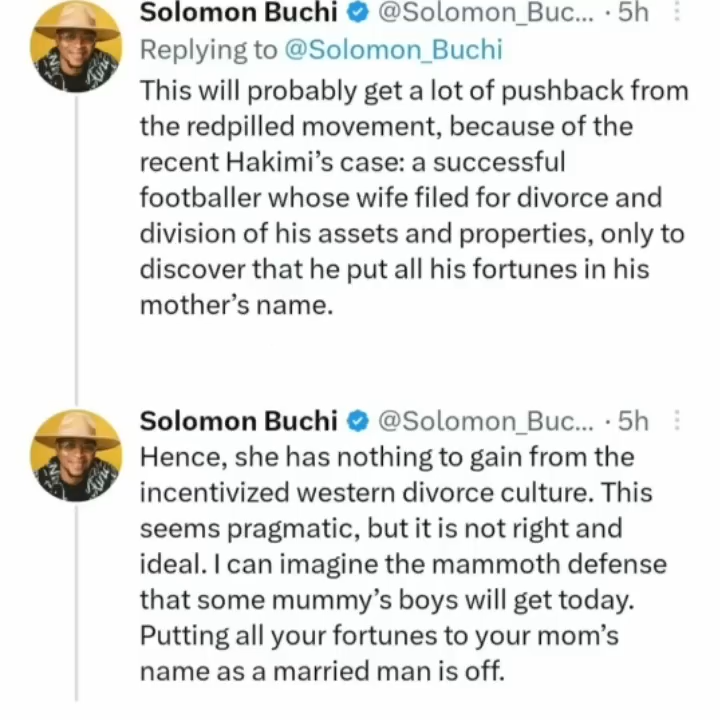 Solomon Buchi @Solomon_Buc... · 5h
Replying to @Solomon_Buchi
This will probably get a lot of pushback from
the redpilled movement, because of the
recent Hakimi’s case: a successful
footballer whose wife filed for divorce and
division of his assets and properties, only to
discover that he put all his fortunes in his
mother’s name.
Solomon Buchi @Solomon_Buc... · 5h
Hence, she has nothing to gain from the
incentivized western divorce culture. This
seems pragmatic, but it is not right and
ideal. I can imagine the mammoth defense
that some mummy’s boys will get today.
Putting all your fortunes to your mom’s
name as a married man is off.